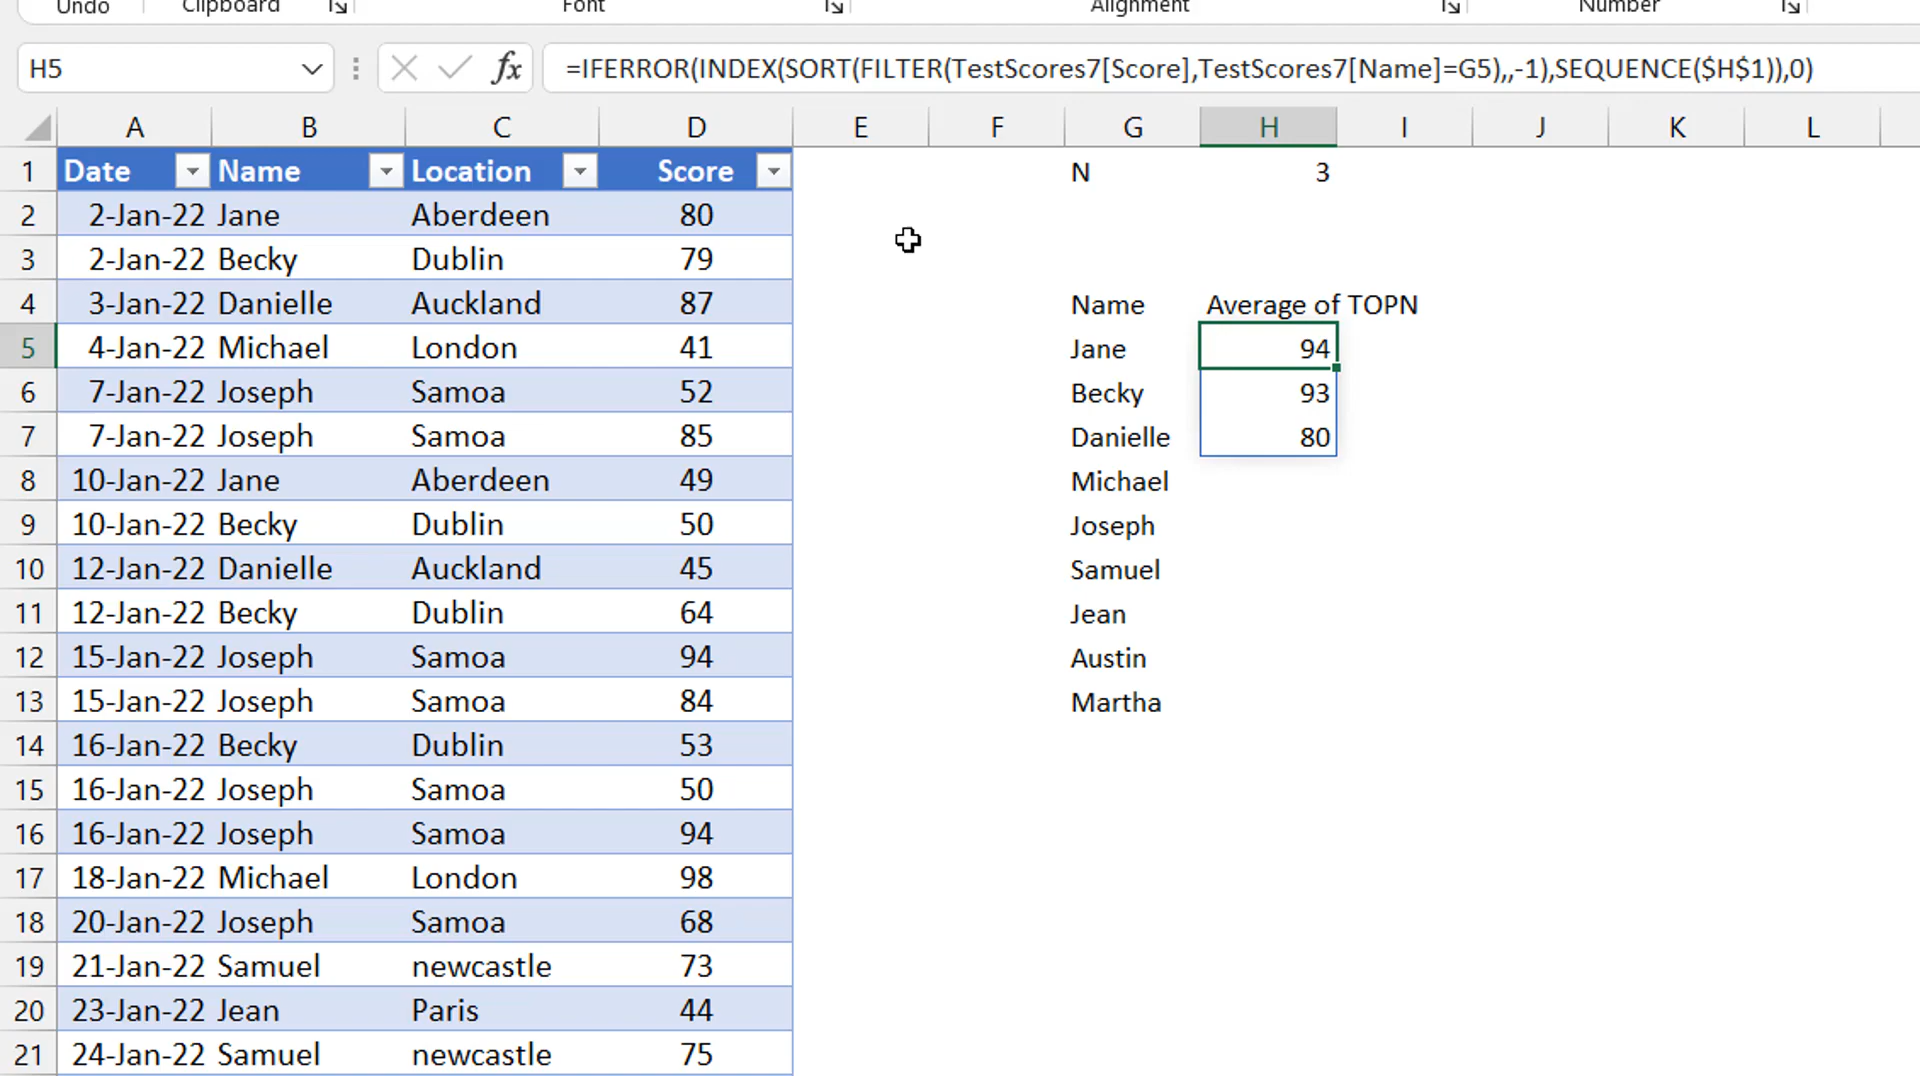 Undo Clipboard Font Alignment Number
H5 fx =IFERROR(INDEX(SORT(FILTER(TestScores7[Score],TestScores7[Name]=G5),,-1),SEQUENCE($H$1)),0)
A B C D E F G H I J K L
1 Date Name Location Score N 3
2 2-Jan-22 Jane Aberdeen 80
3 2-Jan-22 Becky Dublin 79
4 3-Jan-22 Danielle Auckland 87 Name Average of TOPN
5 4-Jan-22 Michael London 41 Jane 94
6 7-Jan-22 Joseph Samoa 52 Becky 93
7 7-Jan-22 Joseph Samoa 85 Danielle 80
8 10-Jan-22 Jane Aberdeen 49 Michael
9 10-Jan-22 Becky Dublin 50 Joseph
10 12-Jan-22 Danielle Auckland 45 Samuel
11 12-Jan-22 Becky Dublin 64 Jean
12 15-Jan-22 Joseph Samoa 94 Austin
13 15-Jan-22 Joseph Samoa 84 Martha
14 16-Jan-22 Becky Dublin 53
15 16-Jan-22 Joseph Samoa 50
16 16-Jan-22 Joseph Samoa 94
17 18-Jan-22 Michael London 98
18 20-Jan-22 Joseph Samoa 68
19 21-Jan-22 Samuel newcastle 73
20 23-Jan-22 Jean Paris 44
21 24-Jan-22 Samuel newcastle 75